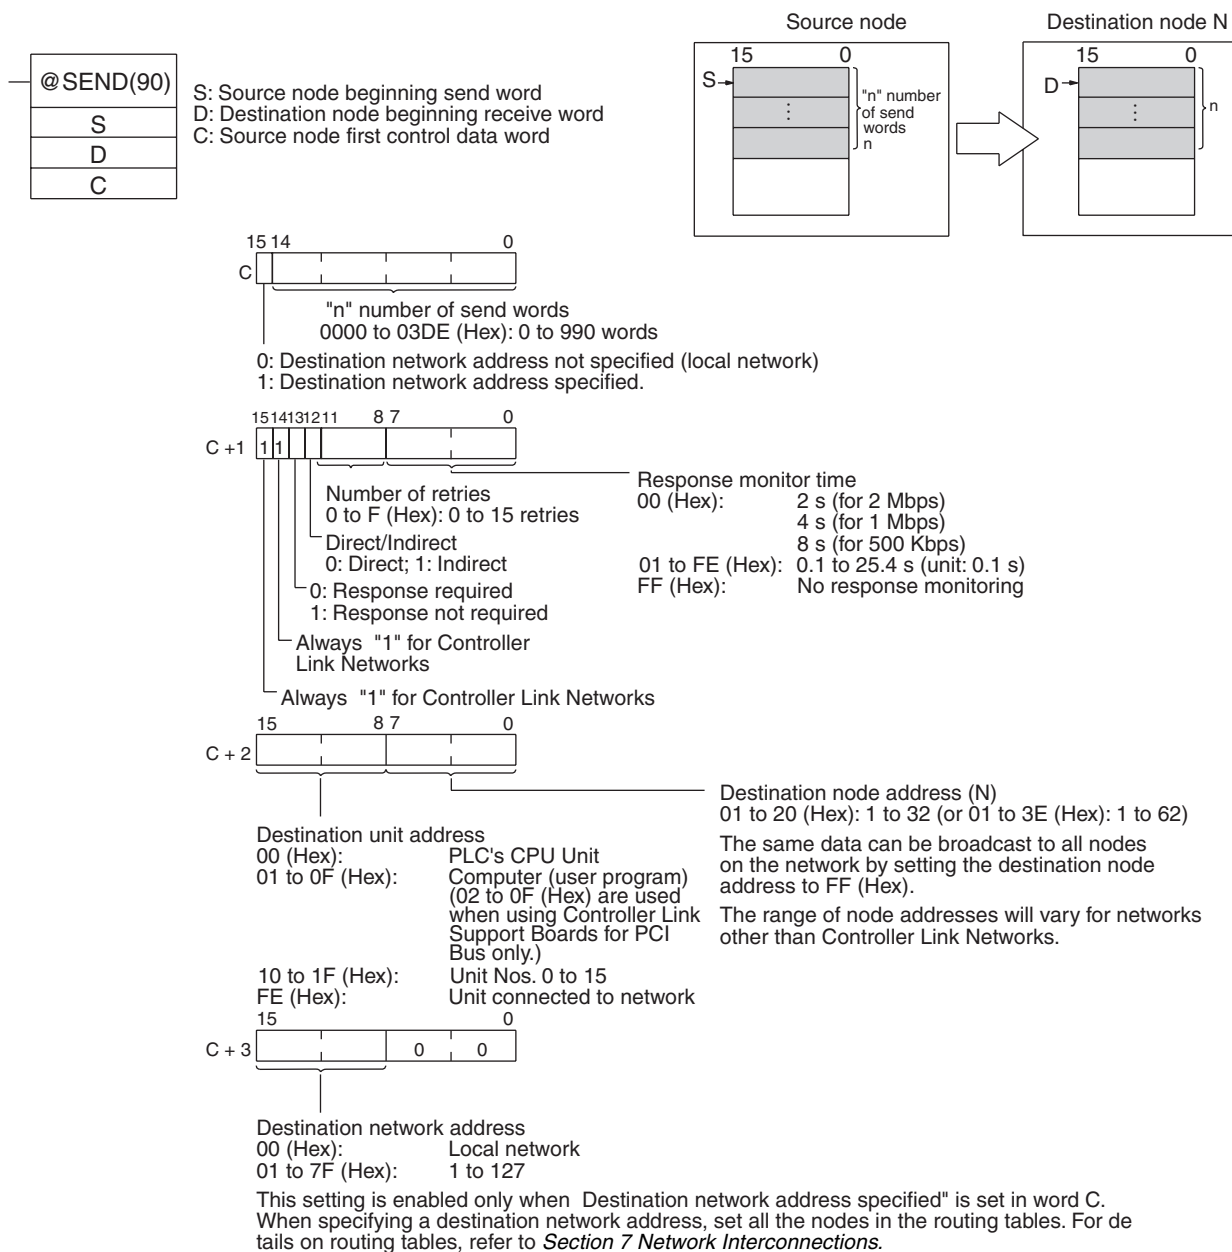 @SEND(90)
S
D
C
S: Source node beginning send word
D: Destination node beginning receive word
C: Source node first control data word
Source node
15 0
S
"n" number
of send
words
n
Destination node N
15 0
D
n
15 14 0
C
"n" number of send words
0000 to 03DE (Hex): 0 to 990 words
0: Destination network address not specified (local network)
1: Destination network address specified.
15 14 13 12 11 8 7 0
C +1 1 1
Number of retries
0 to F (Hex): 0 to 15 retries
Direct/Indirect
0: Direct; 1: Indirect
0: Response required
1: Response not required
Always "1" for Controller
Link Networks
Always "1" for Controller Link Networks
Response monitor time
00 (Hex): 2 s (for 2 Mbps)
4 s (for 1 Mbps)
8 s (for 500 Kbps)
01 to FE (Hex): 0.1 to 25.4 s (unit: 0.1 s)
FF (Hex): No response monitoring
15 8 7 0
C + 2
Destination unit address
00 (Hex): PLC's CPU Unit
01 to 0F (Hex): Computer (user program)
(02 to 0F (Hex) are used
when using Controller Link
Support Boards for PCI
Bus only.)
10 to 1F (Hex): Unit Nos. 0 to 15
FE (Hex): Unit connected to network
Destination node address (N)
01 to 20 (Hex): 1 to 32 (or 01 to 3E (Hex): 1 to 62)
The same data can be broadcast to all nodes
on the network by setting the destination node
address to FF (Hex).
The range of node addresses will vary for networks
other than Controller Link Networks.
15 0
C + 3 0 0
Destination network address
00 (Hex): Local network
01 to 7F (Hex): 1 to 127
This setting is enabled only when Destination network address specified" is set in word C.
When specifying a destination network address, set all the nodes in the routing tables. For de
tails on routing tables, refer to Section 7 Network Interconnections.